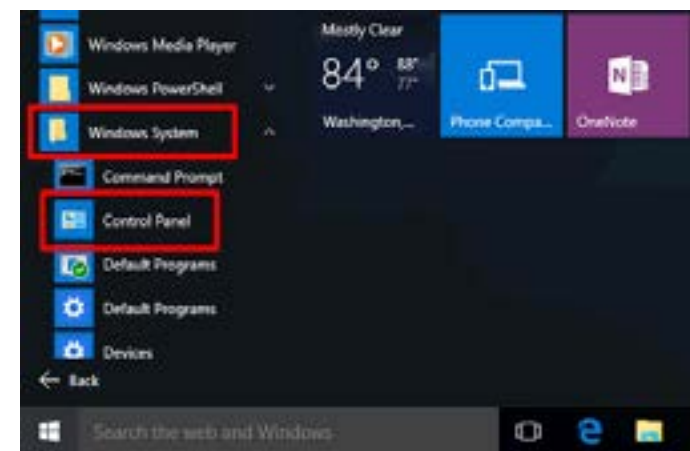 Windows Media Player
Windows PowerShell
Windows System
Command Prompt
Control Panel
Default Programs
Default Programs
Devices
Back
Mostly Clear
84° 88°
77°
Washington,...
Phone Compa...
N
OneNote
Search the web and Windows